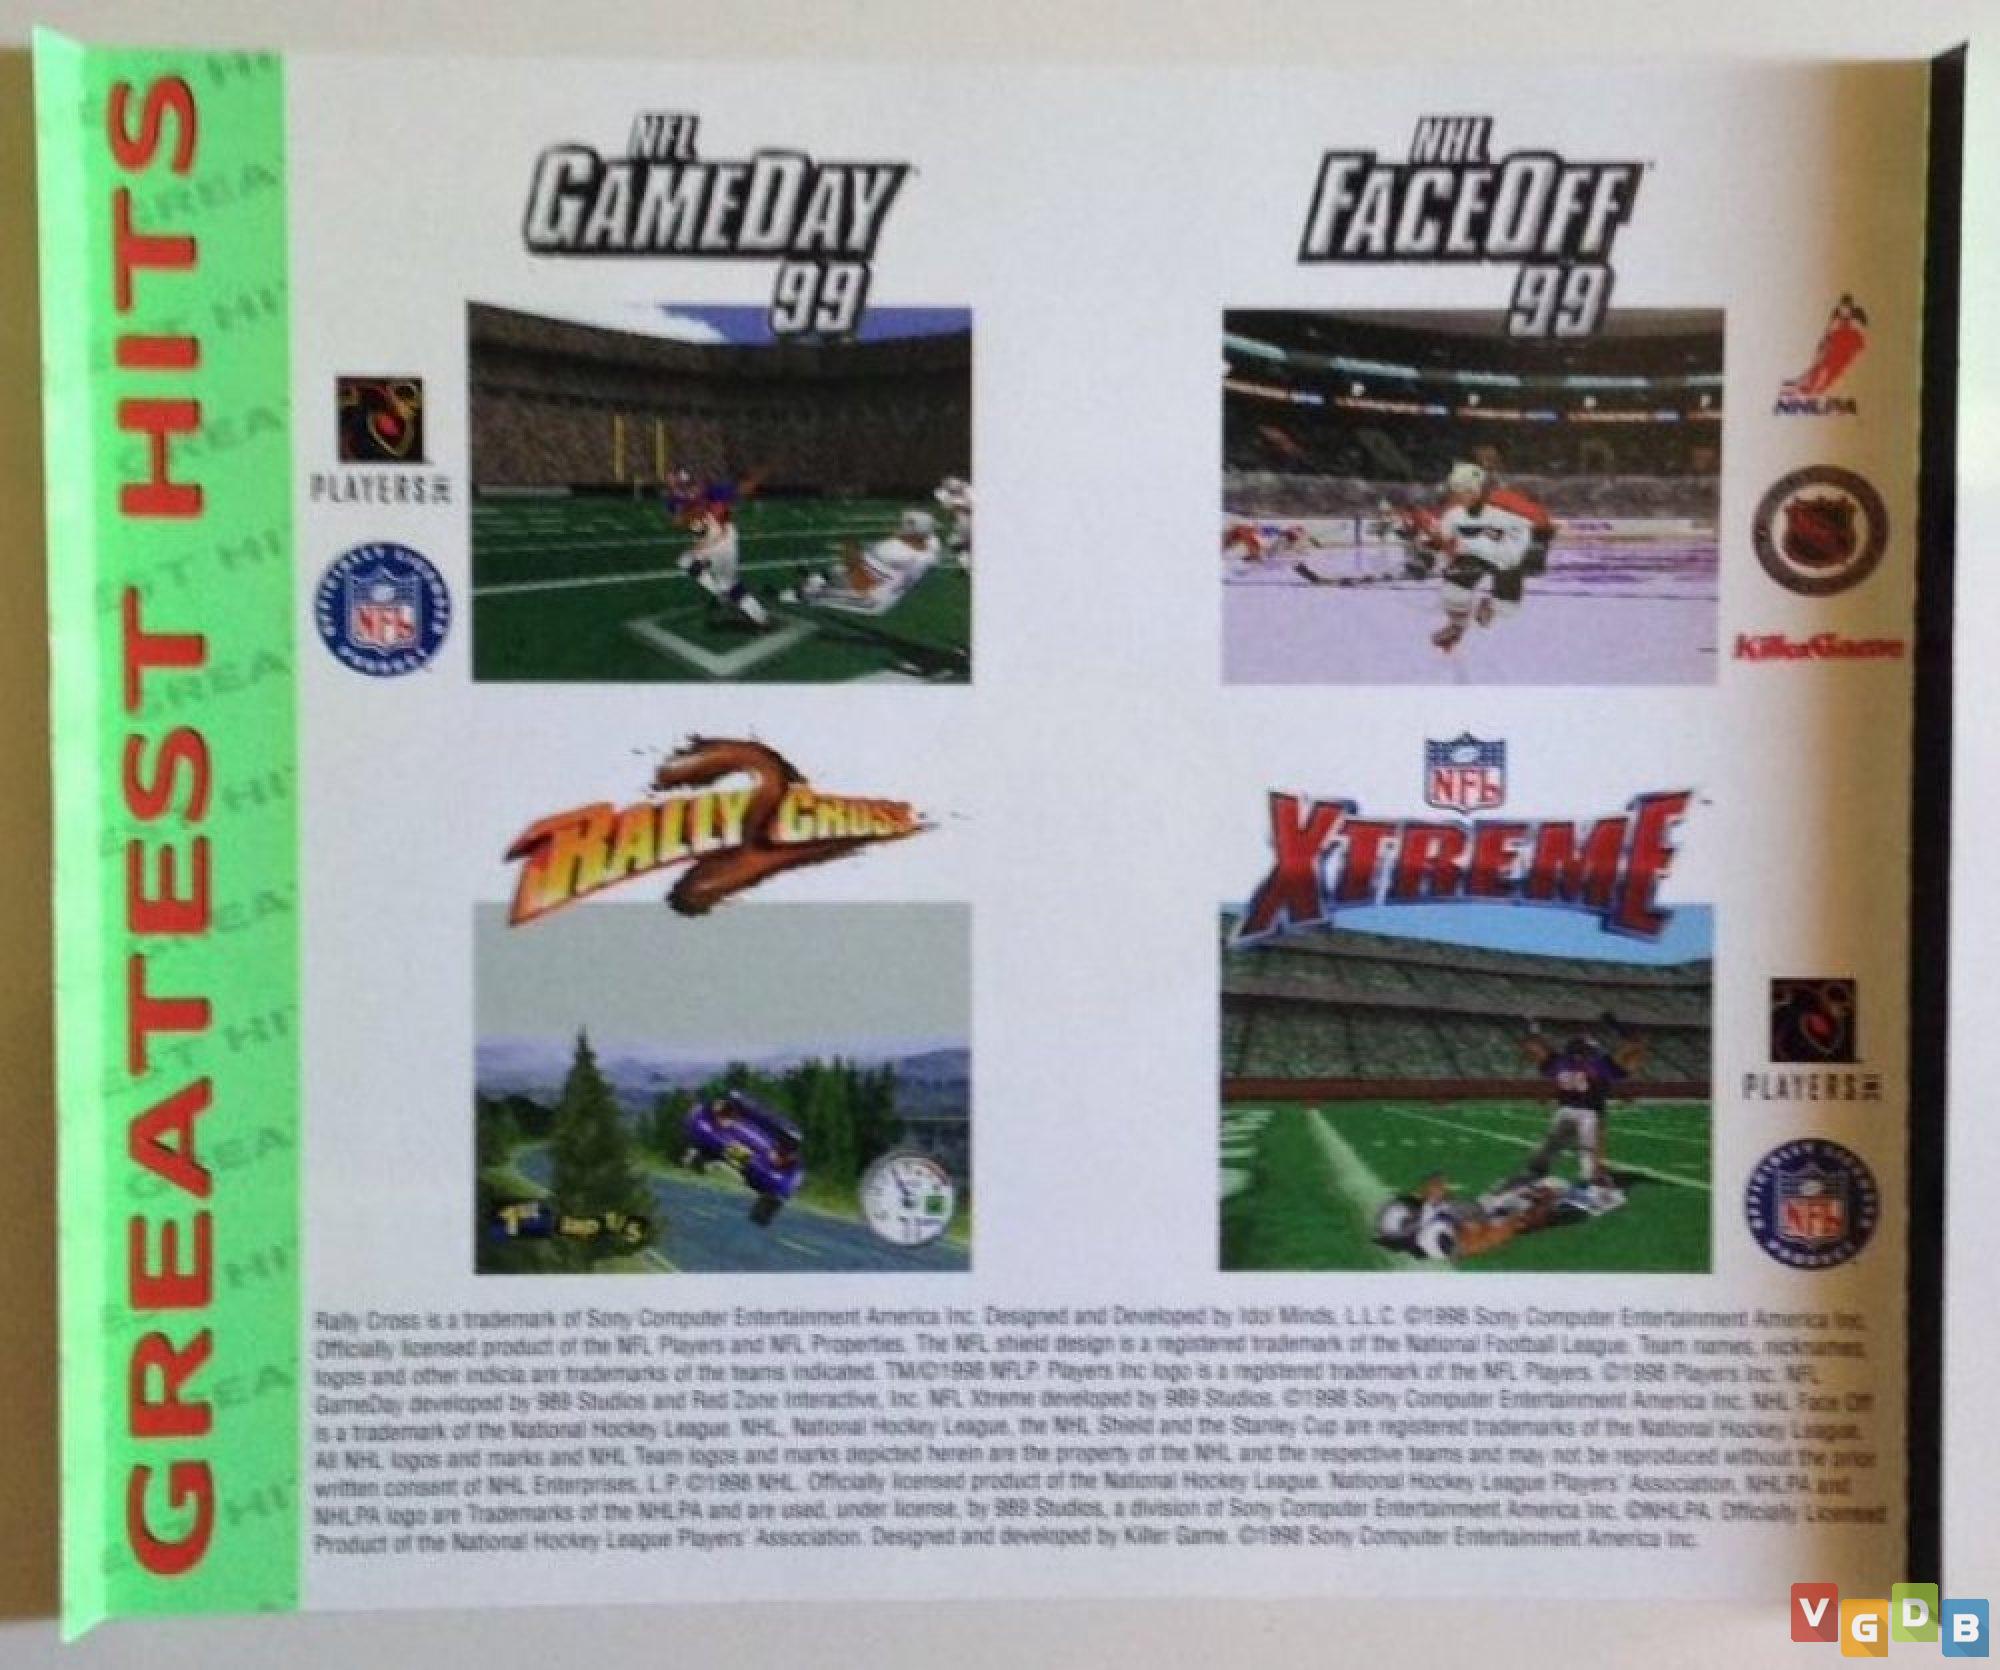 GREATEST HITS
NFL
GAMEDAY
99
NHL
FACEOFF
99
PLAYERS INC
OFFICIALLY LICENSED
NFL
PRODUCT
NHLPA
KillerGame
RALLY 2 CROSS
NFL
XTREME
1ST
LAP 1/5
PLAYERS INC
OFFICIALLY LICENSED
NFL
PRODUCT
Rally Cross is a trademark of Sony Computer Entertainment America Inc. Designed and Developed by Idol Minds, L.L.C. ©1998 Sony Computer Entertainment America Inc.
Officially licensed product of the NFL Players and NFL Properties. The NFL shield design is a registered trademark of the National Football League. Team names, nicknames,
logos and other indicia are trademarks of the teams indicated. TM/©1998 NFLP. Players Inc logo is a registered trademark of the NFL Players. ©1998 Players Inc. NFL
GameDay developed by 989 Studios and Red Zone Interactive, Inc. NFL Xtreme developed by 989 Studios. ©1998 Sony Computer Entertainment America Inc. NHL Face Off
is a trademark of the National Hockey League. NHL, National Hockey League, the NHL Shield and the Stanley Cup are registered trademarks of the National Hockey League.
All NHL logos and marks and NHL Team logos and marks depicted herein are the property of the NHL and the respective teams and may not be reproduced without the prior
written consent of NHL Enterprises, L.P. ©1998 NHL. Officially licensed product of the National Hockey League. National Hockey League Players' Association, NHLPA and
NHLPA logo are Trademarks of the NHLPA and are used, under license, by 989 Studios, a division of Sony Computer Entertainment America Inc. ©NHLPA. Officially Licensed
Product of the National Hockey League Players' Association. Designed and developed by Killer Game. ©1998 Sony Computer Entertainment America Inc.
VGDB